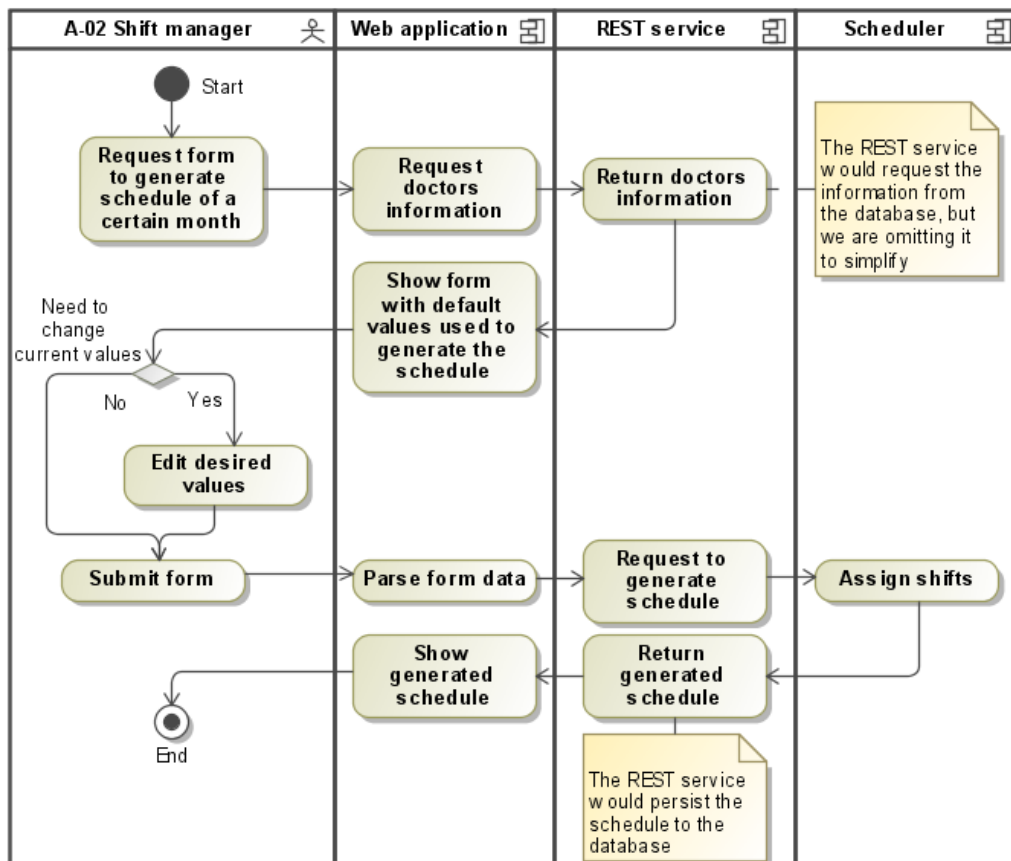 A-02 Shift manager
Web application
REST service
Scheduler
Start
Request form
to generate
schedule of a
certain month
Request
doctors
information
Return doctors
information
The REST service
would request the
information from
the database, but
we are omitting it
to simplify
Show form
with default
values used to
generate the
schedule
Need to
change
current values
No
Yes
Edit desired
values
Submit form
Parse form data
Request to
generate
schedule
Assign shifts
Show
generated
schedule
Return
generated
schedule
End
The REST service
would persist the
schedule to the
database